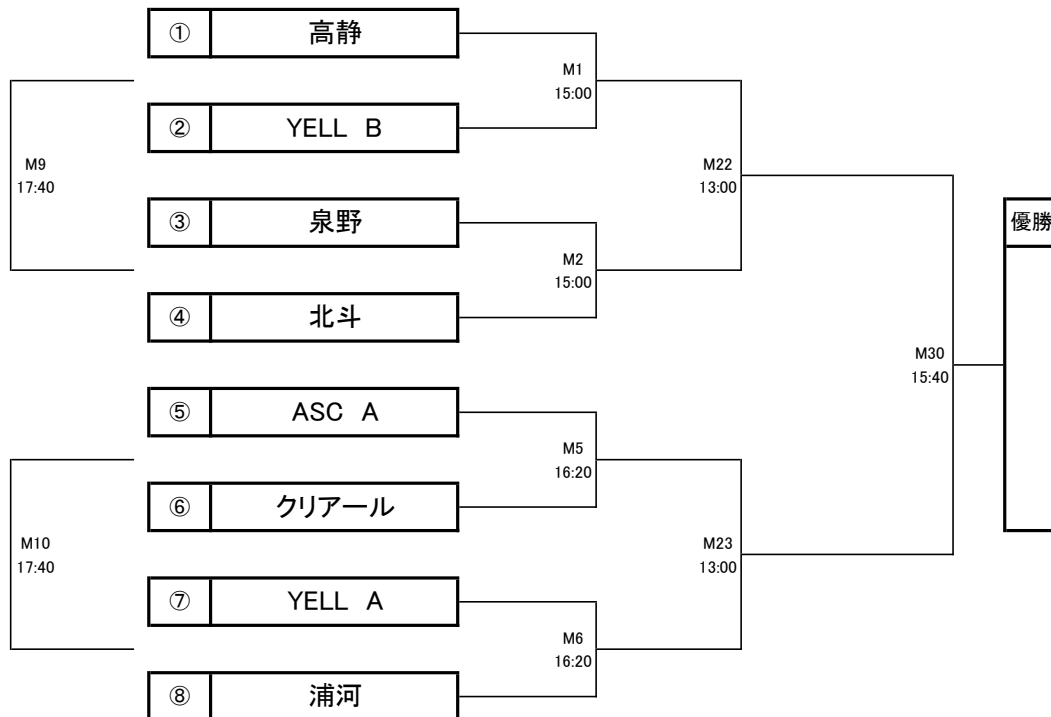 ① 高静
M1
15:00
② YELL B
M9
17:40
M22
13:00
③ 泉野
優勝
M2
15:00
④ 北斗
M30
15:40
⑤ ASC A
M5
16:20
⑥ クリアール
M10
17:40
M23
13:00
⑦ YELL A
M6
16:20
⑧ 浦河